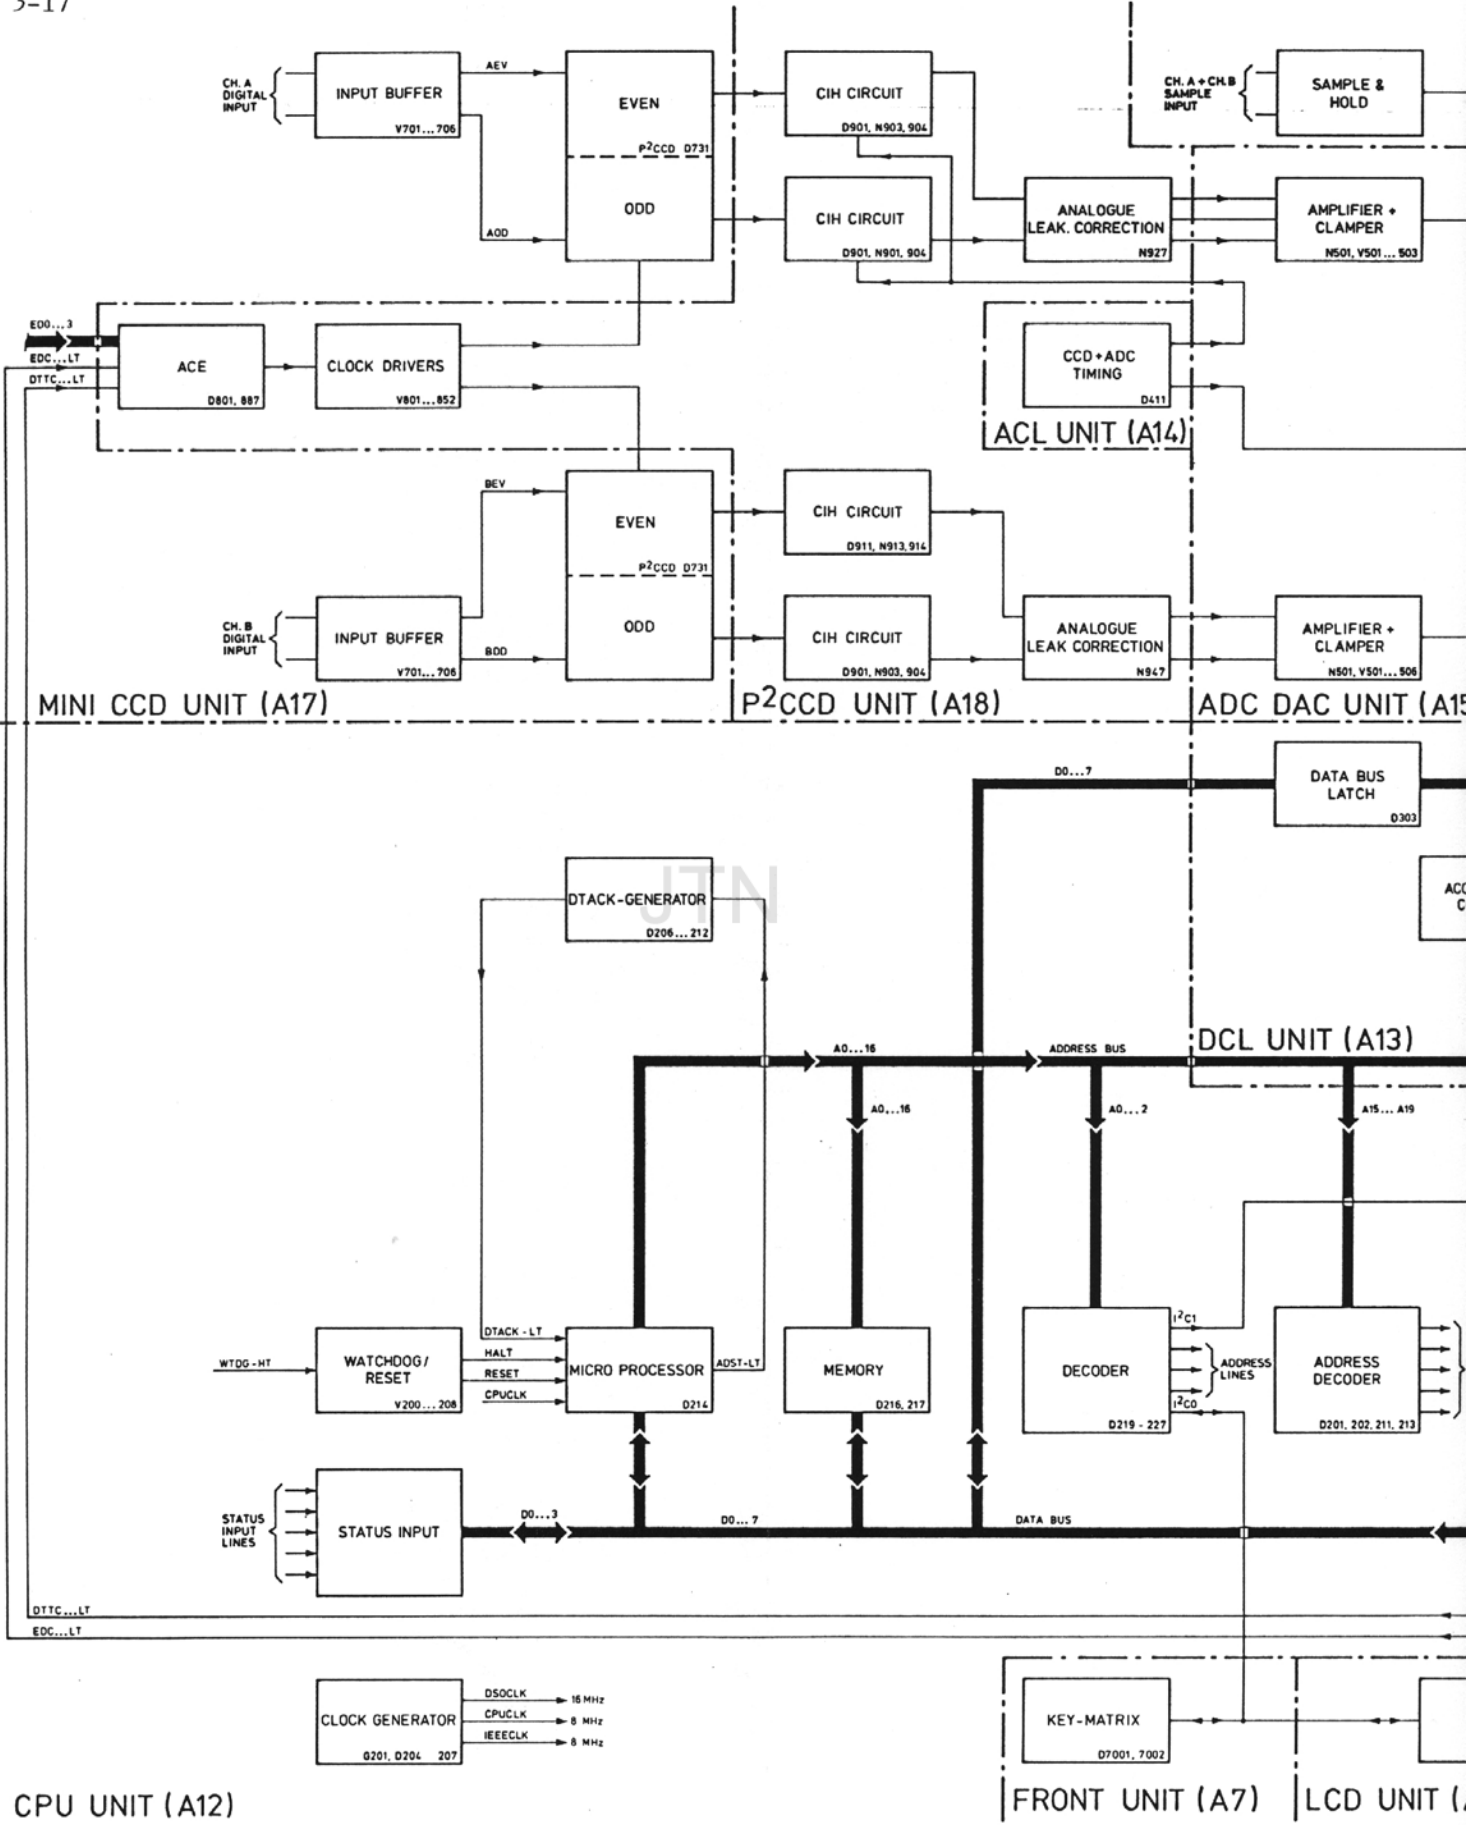 3-17
CH. A
DIGITAL
INPUT
INPUT BUFFER
V701...706
AEV
AOD
EVEN
P²CCD D731
ODD
CIH CIRCUIT
D901, N903, 904
CIH CIRCUIT
D901, N901, 904
ANALOGUE
LEAK. CORRECTION
N927
CH. A + CH.B
SAMPLE
INPUT
SAMPLE &
HOLD
AMPLIFIER +
CLAMPER
N501, V501... 503
ED0...3
EDC...LT
DTTC...LT
ACE
D801, 887
CLOCK DRIVERS
V801...852
CCD+ADC
TIMING
D411
ACL UNIT (A14)
BEV
EVEN
P²CCD D731
ODD
CH. B
DIGITAL
INPUT
INPUT BUFFER
V701...706
BOD
CIH CIRCUIT
D911, N913,914
CIH CIRCUIT
D901, N903, 904
ANALOGUE
LEAK CORRECTION
N947
AMPLIFIER +
CLAMPER
N501, V501... 506
MINI CCD UNIT (A17)
P²CCD UNIT (A18)
ADC DAC UNIT (A15
D0...7
DATA BUS
LATCH
D303
DTACK-GENERATOR
D206...212
JTN
ACC
C
DCL UNIT (A13)
A0...16
ADDRESS BUS
A0...16
A0...2
A15... A19
WTDG-HT
WATCHDOG/
RESET
V200...208
DTACK-LT
HALT
RESET
CPUCLK
MICRO PROCESSOR
D214
ADST-LT
MEMORY
D216, 217
DECODER
D219 - 227
I²C1
ADDRESS
LINES
I²C0
ADDRESS
DECODER
D201, 202, 211, 213
STATUS
INPUT
LINES
STATUS INPUT
D0...3
D0...7
DATA BUS
DTTC...LT
EDC...LT
CLOCK GENERATOR
G201, D204 207
DSOCLK
16 MHz
CPUCLK
8 MHz
IEEECLK
8 MHz
KEY-MATRIX
D7001, 7002
CPU UNIT (A12)
FRONT UNIT (A7)
LCD UNIT (